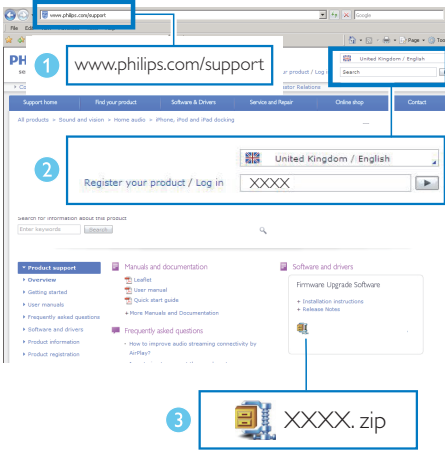 www.philips.com/support
Google
File
Page
Too
1
www.philips.com/support
PH
United Kingdom / English
Search
r product / Log i
ator Relations
Support home
Find your product
Software & Drivers
Service and Repair
Online shop
Contact
All products > Sound and vision > Home audio > iPhone, iPod and iPad docking
2
United Kingdom / English
Register your product / Log in
XXXX
Search for information about this product
Enter keywords
Search
Product support
Overview
Getting started
User manuals
Frequently asked questions
Software and drivers
Product information
Product registration
Manuals and documentation
Leaflet
User manual
Quick start guide
+ More Manuals and Documentation
Frequently asked questions
- How to improve audio streaming connectivity by
AirPlay?
Software and drivers
Firmware Upgrade Software
+ Installation instructions
+ Release Notes
3
XXXX. zip